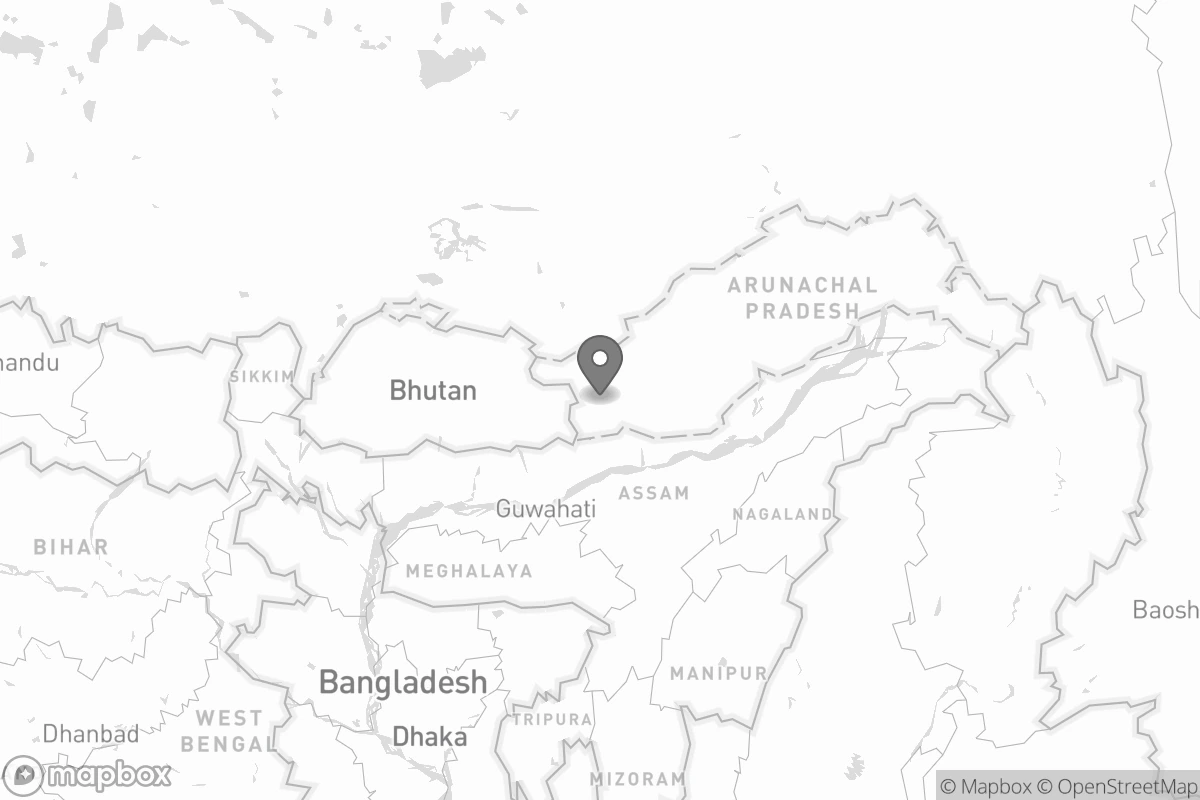 ARUNACHAL
PRADESH
nandu
SIKKIM
Bhutan
ASSAM
Guwahati
NAGALAND
BIHAR
MEGHALAYA
Baosh
MANIPUR
Bangladesh
WEST
BENGAL
TRIPURA
Dhanbad
Dhaka
MIZORAM
mapbox
© Mapbox © OpenStreetMap